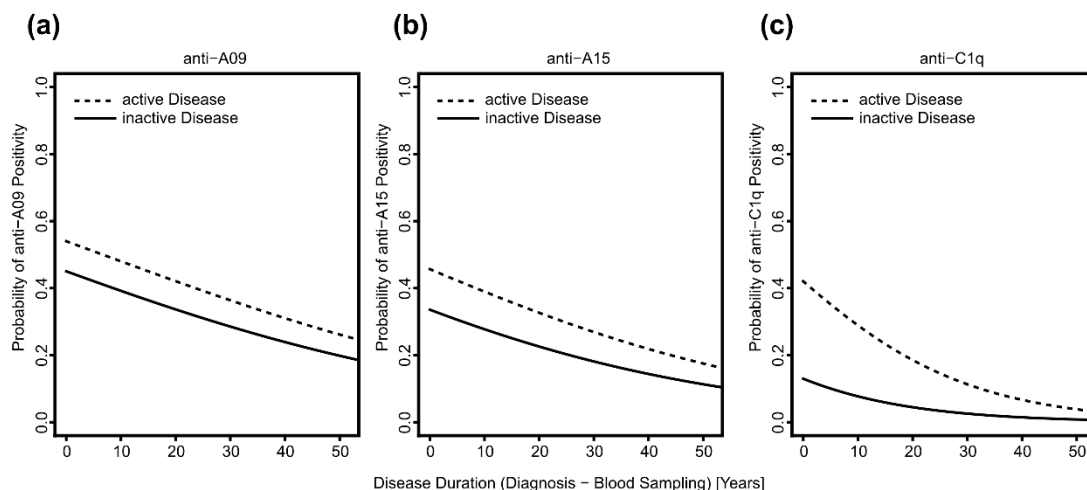 (a)
anti−A09
Probability of anti−A09 Positivity
active Disease
inactive Disease
1.0
0.8
0.6
0.4
0.2
0.0
0 10 20 30 40 50
(b)
anti−A15
Probability of anti−A15 Positivity
active Disease
inactive Disease
1.0
0.8
0.6
0.4
0.2
0.0
0 10 20 30 40 50
(c)
anti−C1q
Probability of anti−C1q Positivity
active Disease
inactive Disease
1.0
0.8
0.6
0.4
0.2
0.0
0 10 20 30 40 50
Disease Duration (Diagnosis − Blood Sampling) [Years]